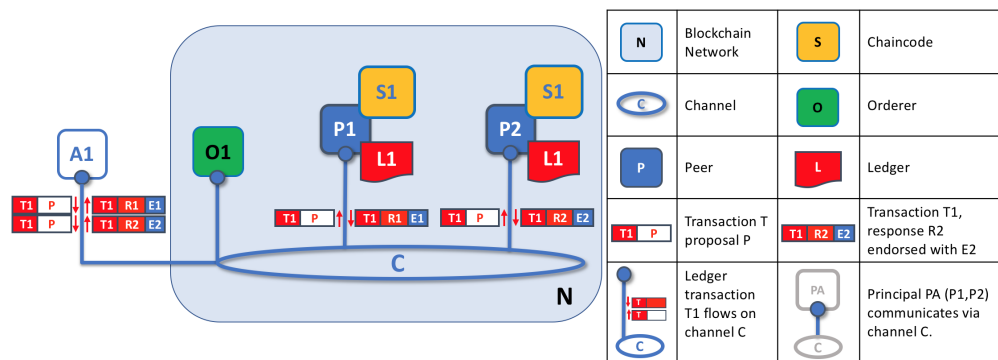 S1
S1
P1
P2
A1
O1
L1
L1
T1 P T1 R1 E1
T1 P T1 R2 E2
T1 P T1 R1 E1
T1 P T1 R2 E2
C
N
N
Blockchain
Network
S
Chaincode
C
Channel
O
Orderer
P
Peer
L
Ledger
T1 P
Transaction T
proposal P
T1 R2 E2
Transaction T1,
response R2
endorsed with E2
T
T
C
Ledger
transaction
T1 flows on
channel C
PA
C
Principal PA (P1,P2)
communicates via
channel C.